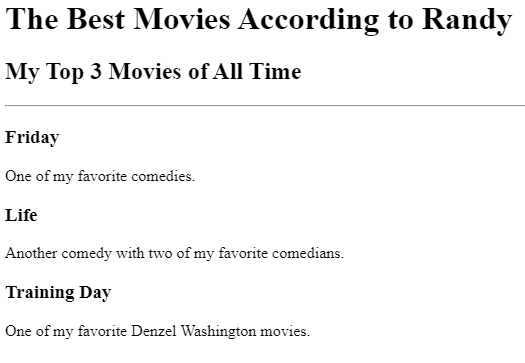 The Best Movies According to Randy
My Top 3 Movies of All Time
Friday
One of my favorite comedies.
Life
Another comedy with two of my favorite comedians.
Training Day
One of my favorite Denzel Washington movies.